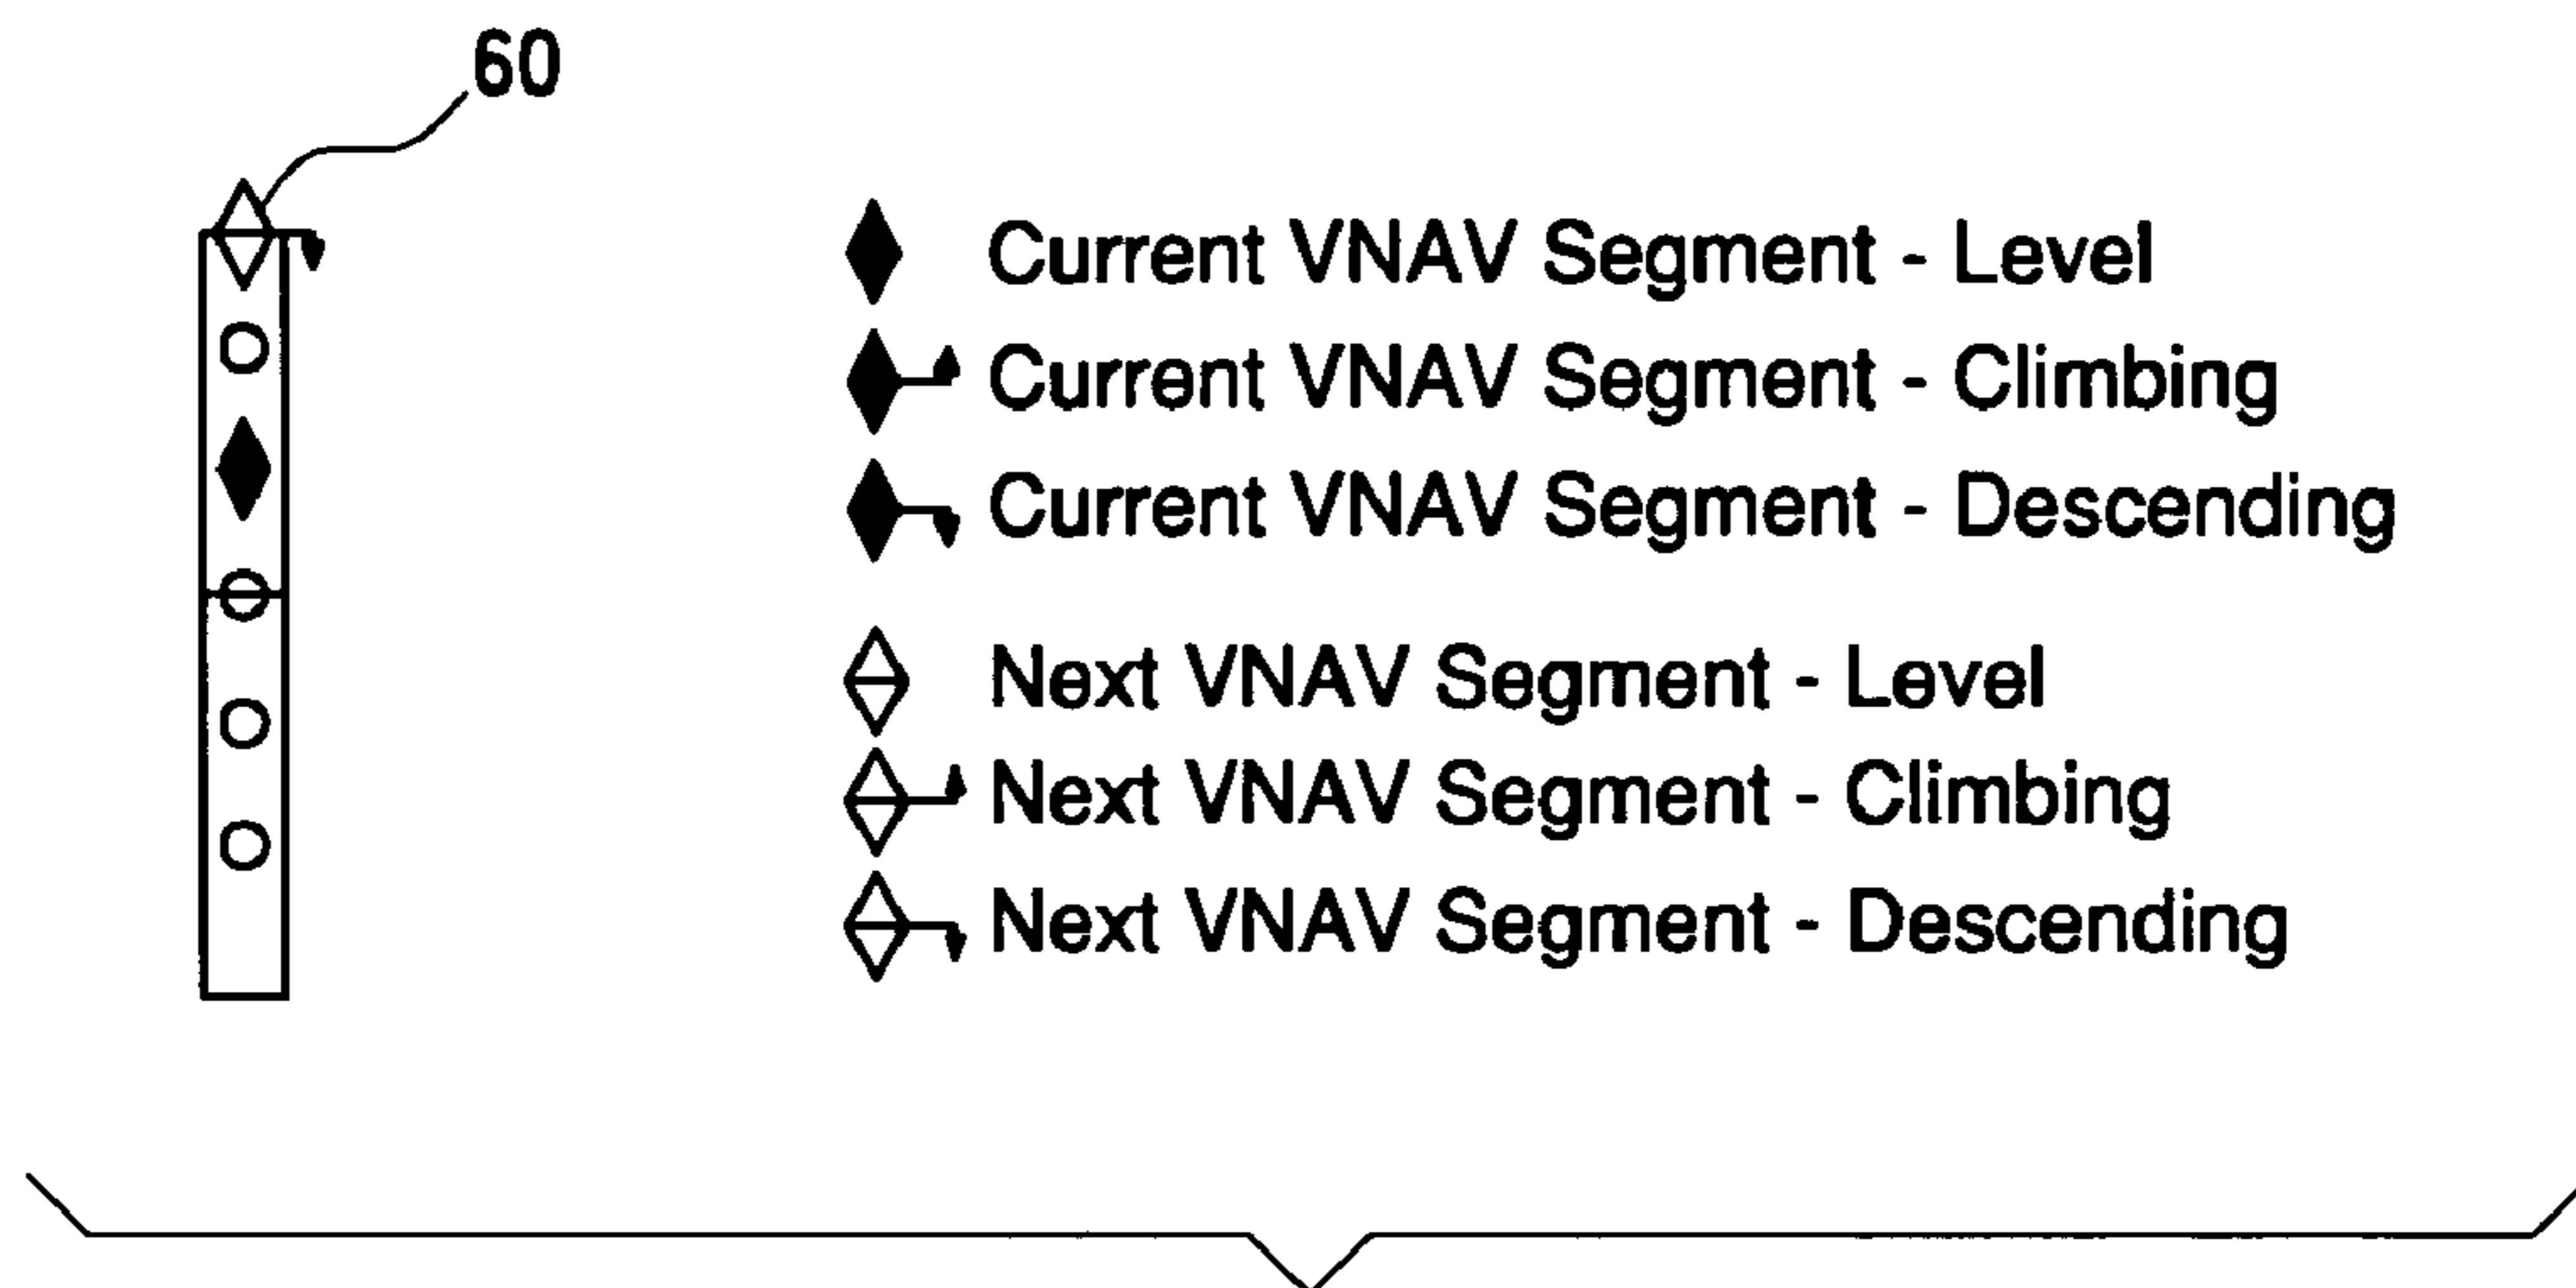 60
Current VNAV Segment - Level
Current VNAV Segment - Climbing
Current VNAV Segment - Descending
Next VNAV Segment - Level
Next VNAV Segment - Climbing
Next VNAV Segment - Descending